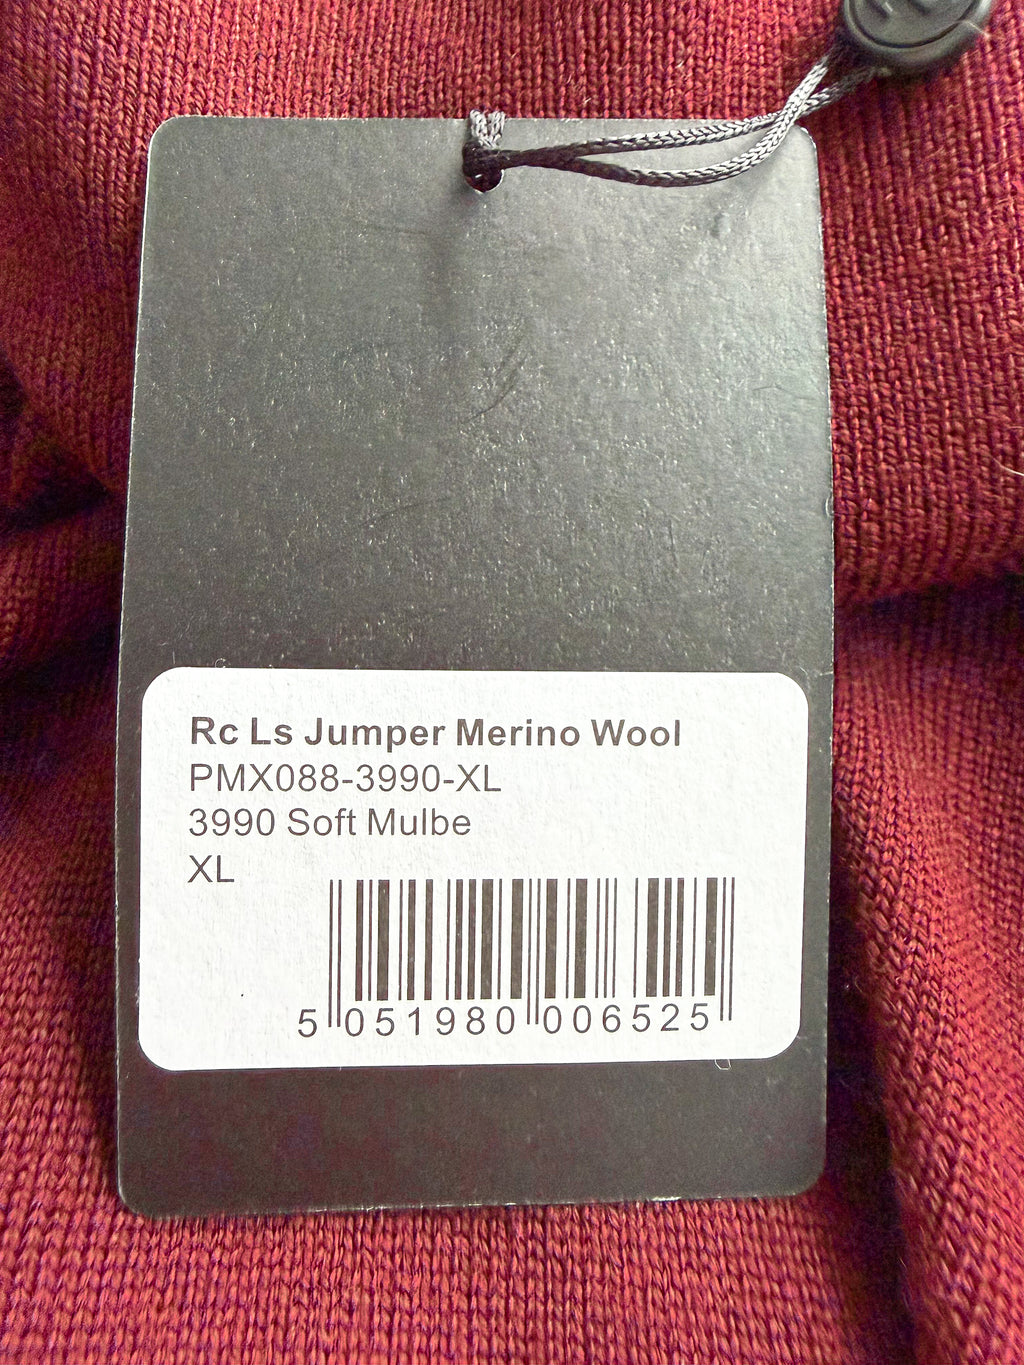 Rc Ls Jumper Merino Wool
PMX088-3990-XL
3990 Soft Mulbe
XL
5 051980 006525